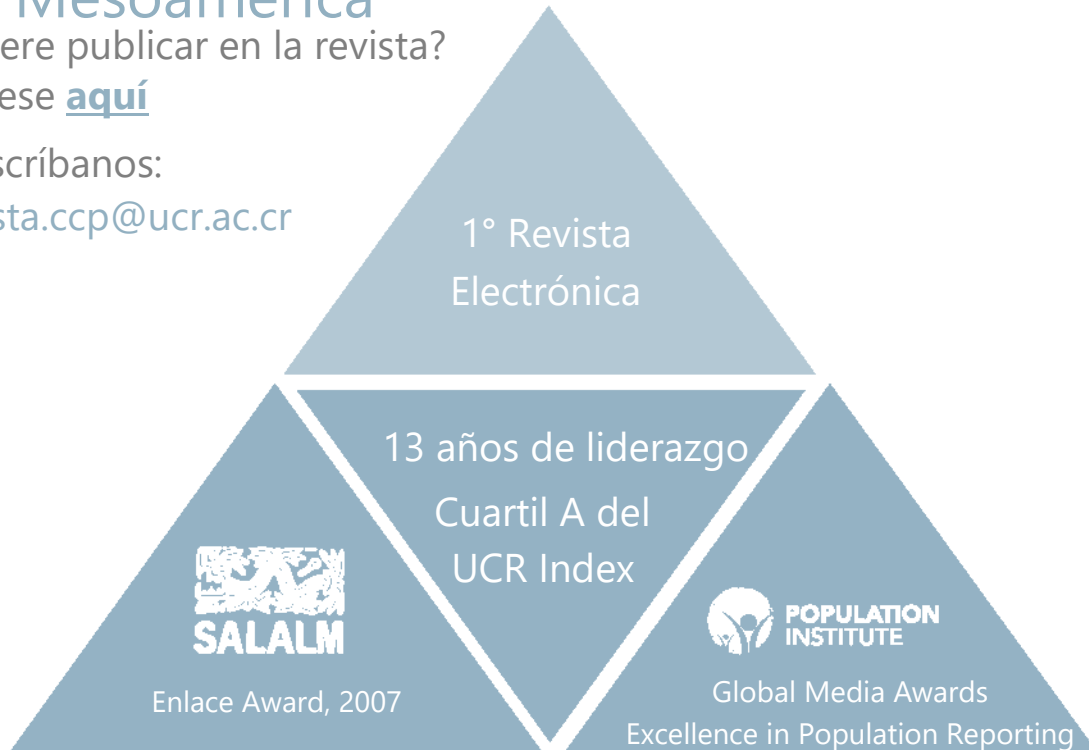 Mesoamérica
ere publicar en la revista?
ese aquí
scríbanos:
sta.ccp@ucr.ac.cr
1° Revista
Electrónica
13 años de liderazgo
Cuartil A del
UCR Index
SALALM
Enlace Award, 2007
POPULATION
INSTITUTE
Global Media Awards
Excellence in Population Reporting